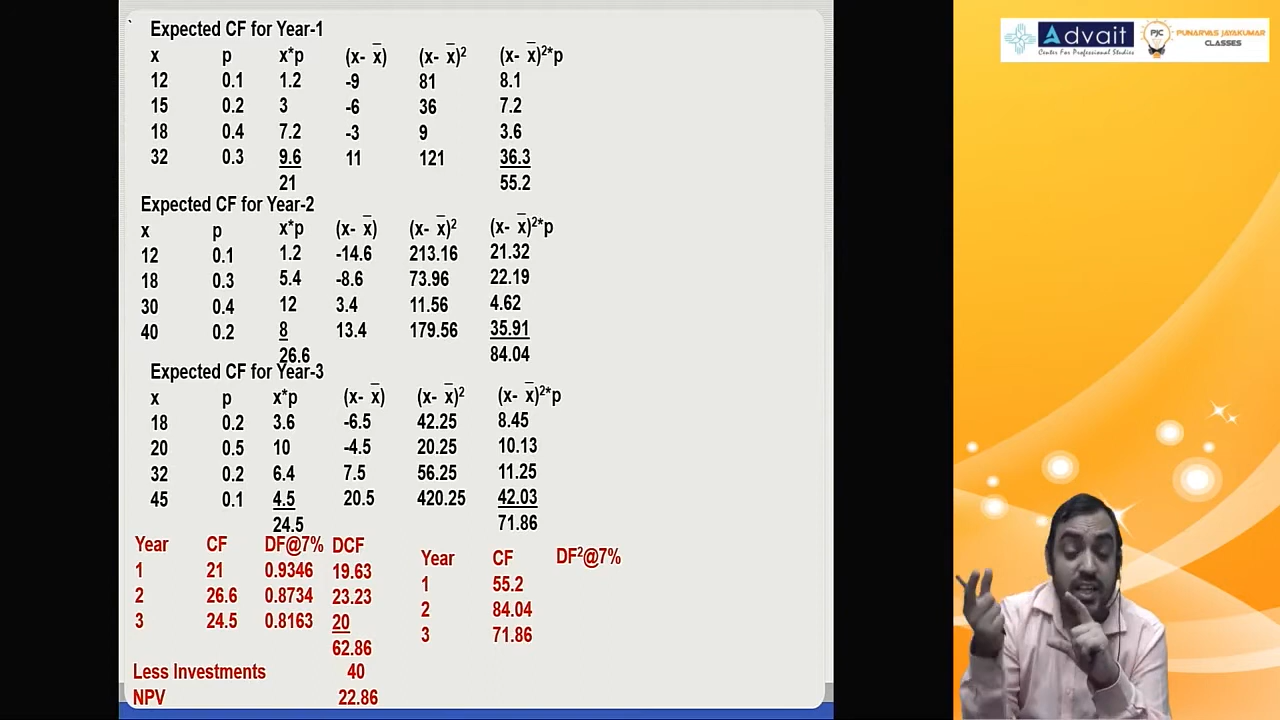 Expected CF for Year-1
x p x*p (x- x̅) (x- x̅)² (x- x̅)²*p
12 0.1 1.2 -9 81 8.1
15 0.2 3 -6 36 7.2
18 0.4 7.2 -3 9 3.6
32 0.3 9.6 11 121 36.3
21 55.2
Expected CF for Year-2
x p x*p (x- x̅) (x- x̅)² (x- x̅)²*p
12 0.1 1.2 -14.6 213.16 21.32
18 0.3 5.4 -8.6 73.96 22.19
30 0.4 12 3.4 11.56 4.62
40 0.2 8 13.4 179.56 35.91
26.6 84.04
Expected CF for Year-3
x p x*p (x- x̅) (x- x̅)² (x- x̅)²*p
18 0.2 3.6 -6.5 42.25 8.45
20 0.5 10 -4.5 20.25 10.13
32 0.2 6.4 7.5 56.25 11.25
45 0.1 4.5 20.5 420.25 42.03
24.5 71.86
Year CF DF@7% DCF
1 21 0.9346 19.63
2 26.6 0.8734 23.23
3 24.5 0.8163 20
62.86
Less Investments 40
NPV 22.86
Year CF DF²@7%
1 55.2
2 84.04
3 71.86
Advait
Center For Professional Studies
PJC
PUNARVAS JAYAKUMAR
CLASSES